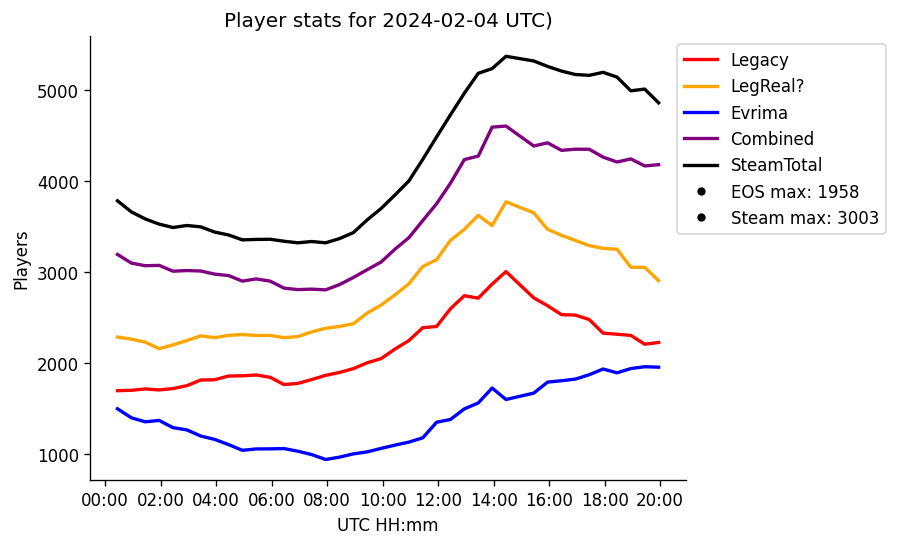 Player stats for 2024-02-04 UTC)
Legacy
LegReal?
Evrima
Combined
SteamTotal
EOS max: 1958
Steam max: 3003
Players
5000
4000
3000
2000
1000
00:00 02:00 04:00 06:00 08:00 10:00 12:00 14:00 16:00 18:00 20:00
UTC HH:mm